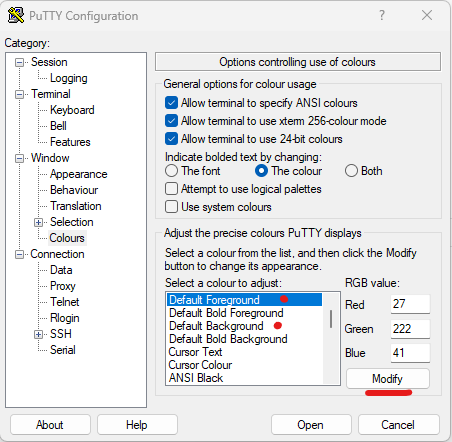 PuTTY Configuration
Category:
Session
Logging
Terminal
Keyboard
Bell
Features
Window
Appearance
Behaviour
Translation
Selection
Colours
Connection
Data
Proxy
Telnet
Rlogin
SSH
Serial
Options controlling use of colours
General options for colour usage
Allow terminal to specify ANSI colours
Allow terminal to use xterm 256-colour mode
Allow terminal to use 24-bit colours
Indicate bolded text by changing:
The font The colour Both
Attempt to use logical palettes
Use system colours
Adjust the precise colours PuTTY displays
Select a colour from the list, and then click the Modify
button to change its appearance.
Select a colour to adjust:
Default Foreground
Default Bold Foreground
Default Background
Default Bold Background
Cursor Text
Cursor Colour
ANSI Black
RGB value:
Red 27
Green 222
Blue 41
Modify
About Help Open Cancel